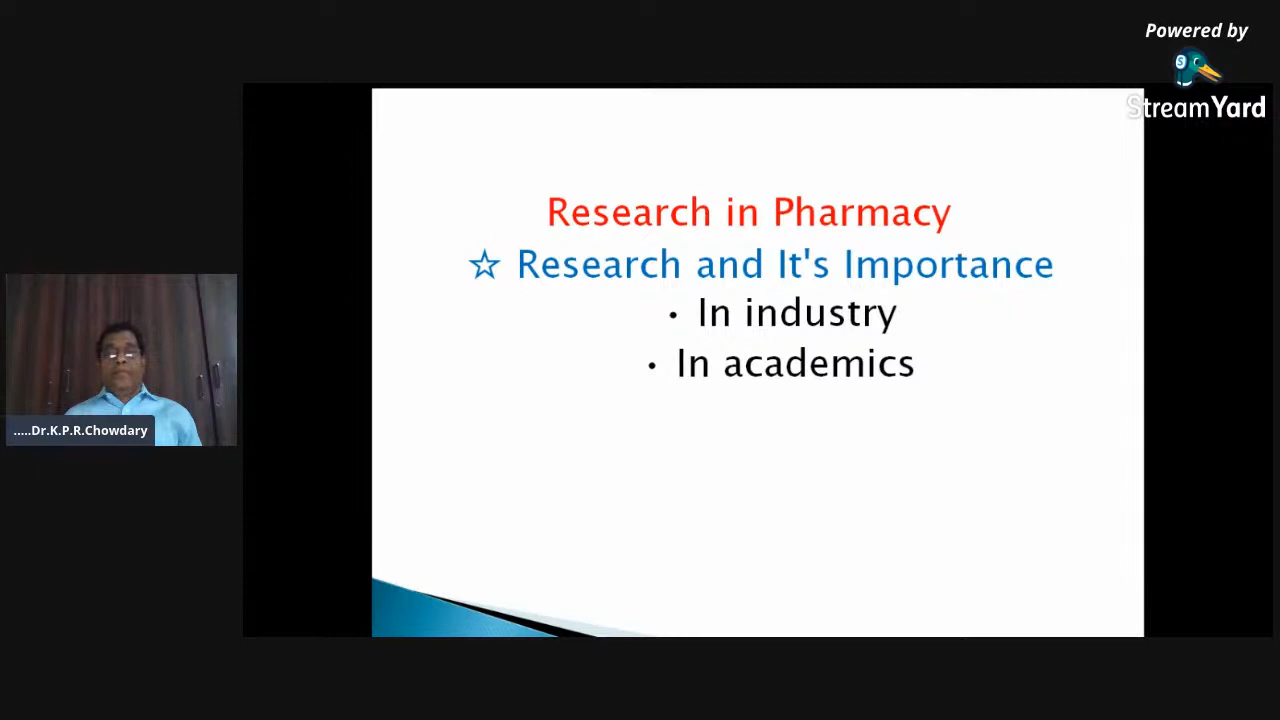 Powered by
StreamYard
Research in Pharmacy
☆ Research and It's Importance
• In industry
• In academics
.....Dr.K.P.R.Chowdary